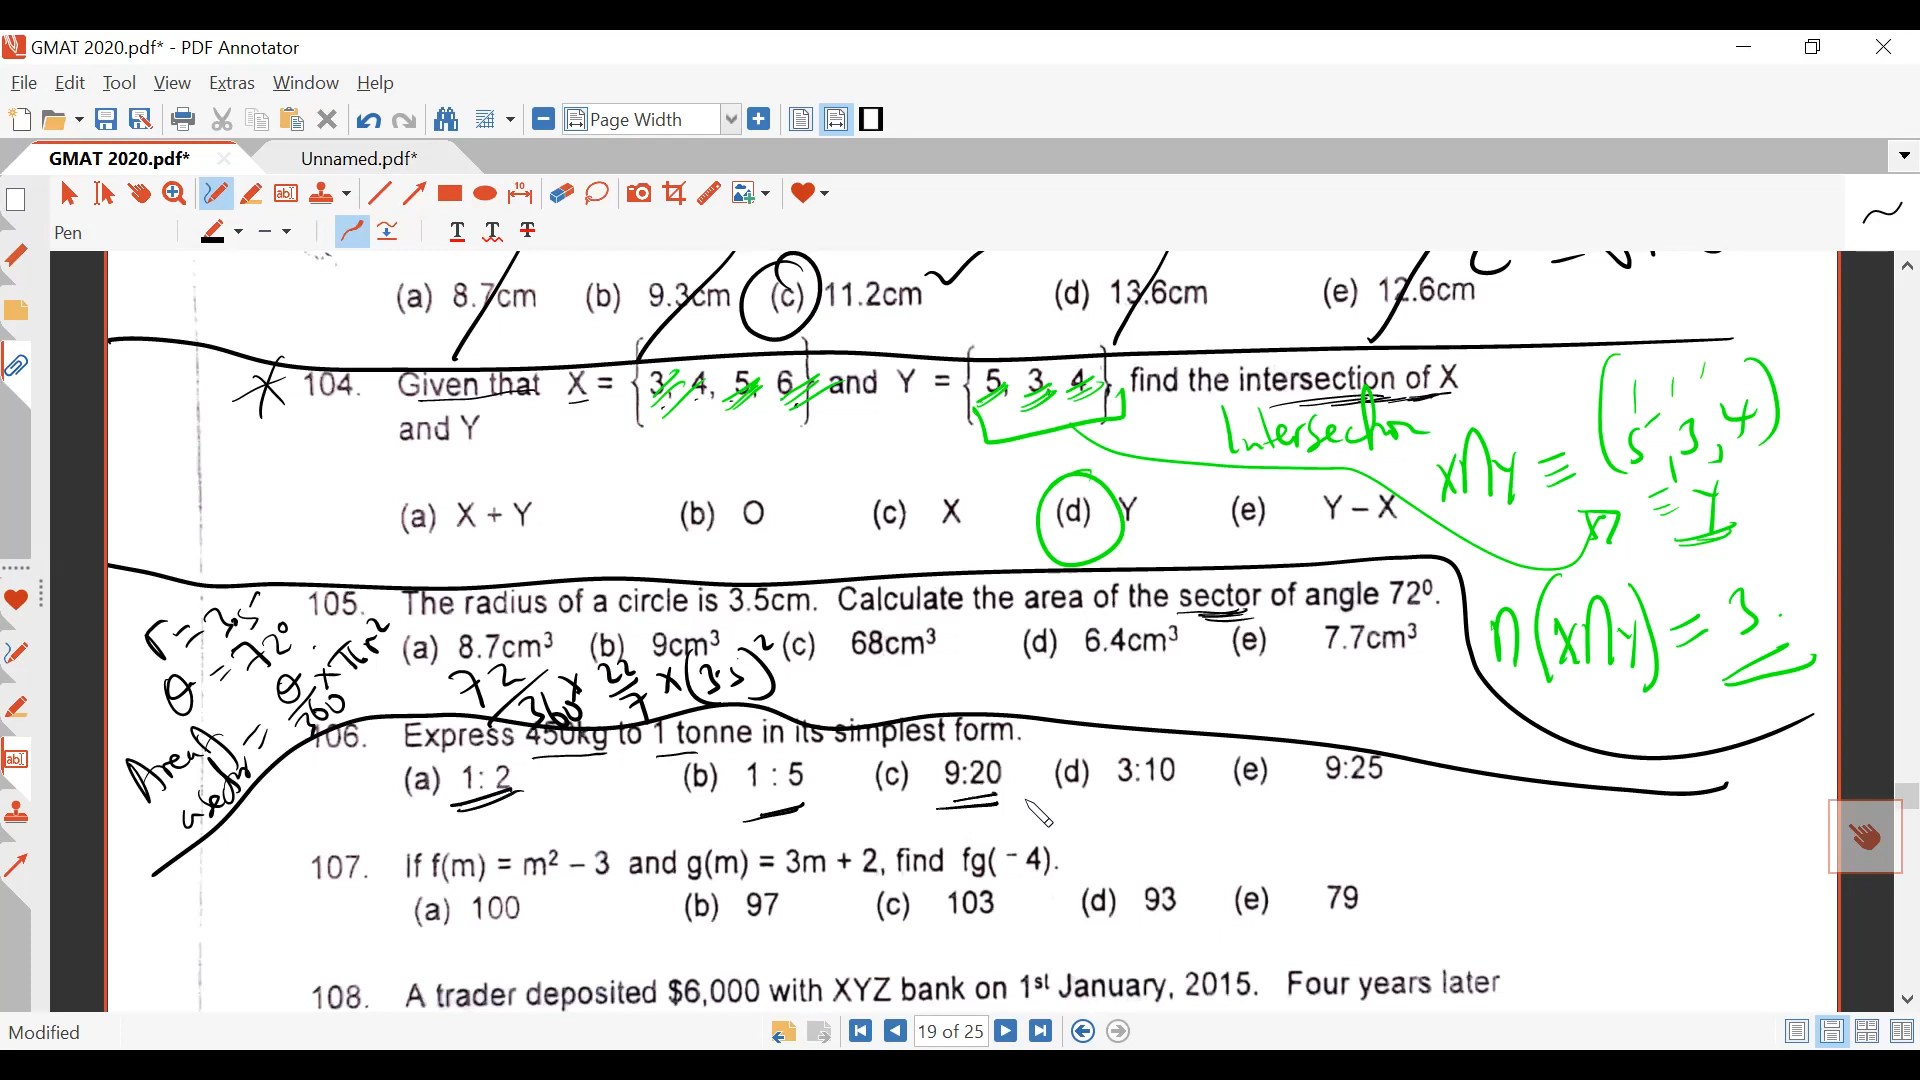 GMAT 2020.pdf* - PDF Annotator
File Edit Tool View Extras Window Help
Page Width
GMAT 2020.pdf* Unnamed.pdf*
Pen
(a) 8.7cm (b) 9.3cm (c) 11.2cm (d) 13.6cm (e) 12.6cm
104. Given that X = {3, 4, 5, 6} and Y = {5, 3, 4}, find the intersection of X
and Y
Intersection
X∩Y ≡ (5, 3, 4)
≡ Y
(a) X + Y (b) O (c) X (d) Y (e) Y – X
n(X∩Y) = 3.
105. The radius of a circle is 3.5cm. Calculate the area of the sector of angle 72⁰.
(a) 8.7cm³ (b) 9cm³ (c) 68cm³ (d) 6.4cm³ (e) 7.7cm³
r = 3.5
θ = 72°
Area = θ/360 × πr²
72/360 × 22/7 × (3.5)²
106. Express 450kg to 1 tonne in its simplest form.
(a) 1: 2 (b) 1 : 5 (c) 9:20 (d) 3:10 (e) 9:25
107. If f(m) = m² – 3 and g(m) = 3m + 2, find fg( ⁻ 4).
(a) 100 (b) 97 (c) 103 (d) 93 (e) 79
108. A trader deposited $6,000 with XYZ bank on 1ˢᵗ January, 2015. Four years later
Modified
19 of 25